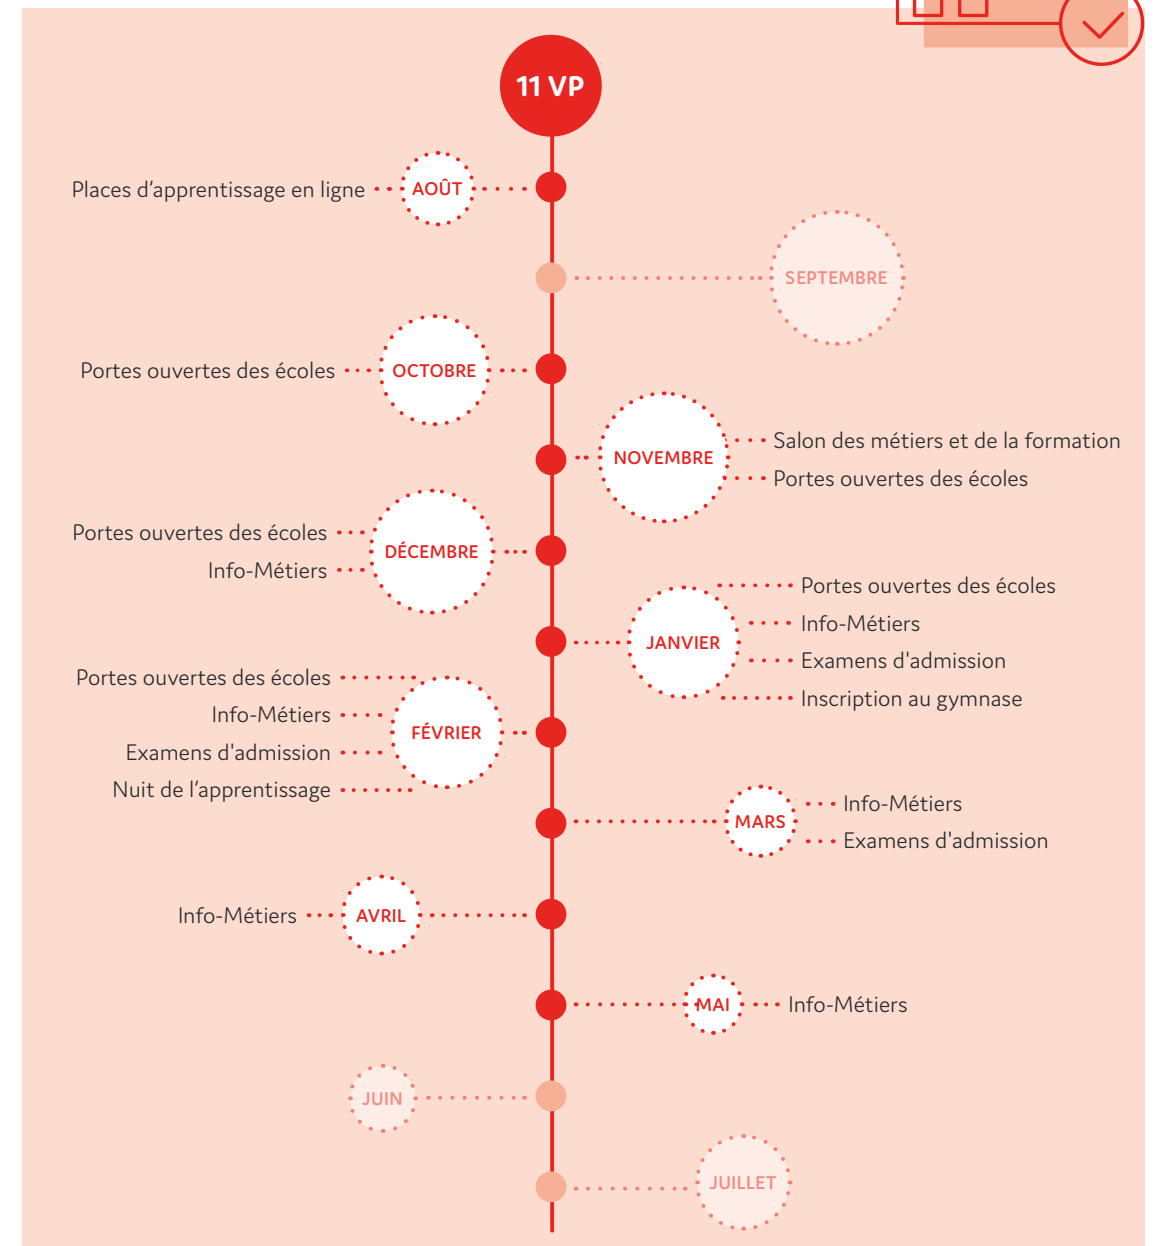 11 VP
Places d’apprentissage en ligne
AOÛT
SEPTEMBRE
Portes ouvertes des écoles
OCTOBRE
NOVEMBRE
Salon des métiers et de la formation
Portes ouvertes des écoles
Portes ouvertes des écoles
Info-Métiers
DÉCEMBRE
JANVIER
Portes ouvertes des écoles
Info-Métiers
Examens d'admission
Inscription au gymnase
Portes ouvertes des écoles
Info-Métiers
Examens d'admission
Nuit de l’apprentissage
FÉVRIER
MARS
Info-Métiers
Examens d'admission
Info-Métiers
AVRIL
MAI
Info-Métiers
JUIN
JUILLET